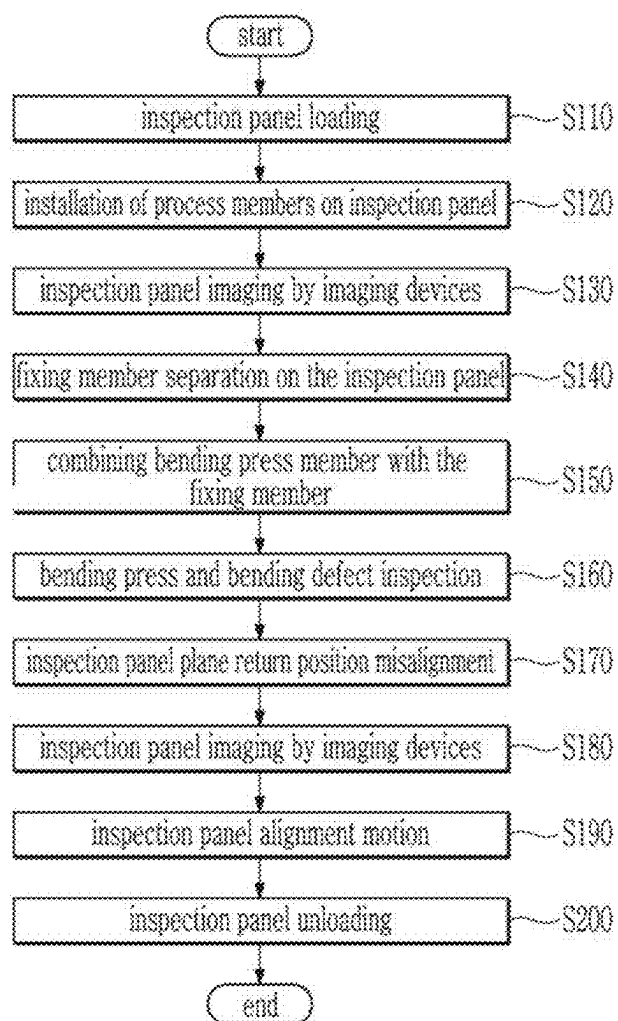 start
inspection panel loading S110
installation of process members on inspection panel S120
inspection panel imaging by imaging devices S130
fixing member separation on the inspection panel S140
combining bending press member with the
fixing member S150
bending press and bending defect inspection S160
inspection panel plane return position misalignment S170
inspection panel imaging by imaging devices S180
inspection panel alignment motion S190
inspection panel unloading S200
end